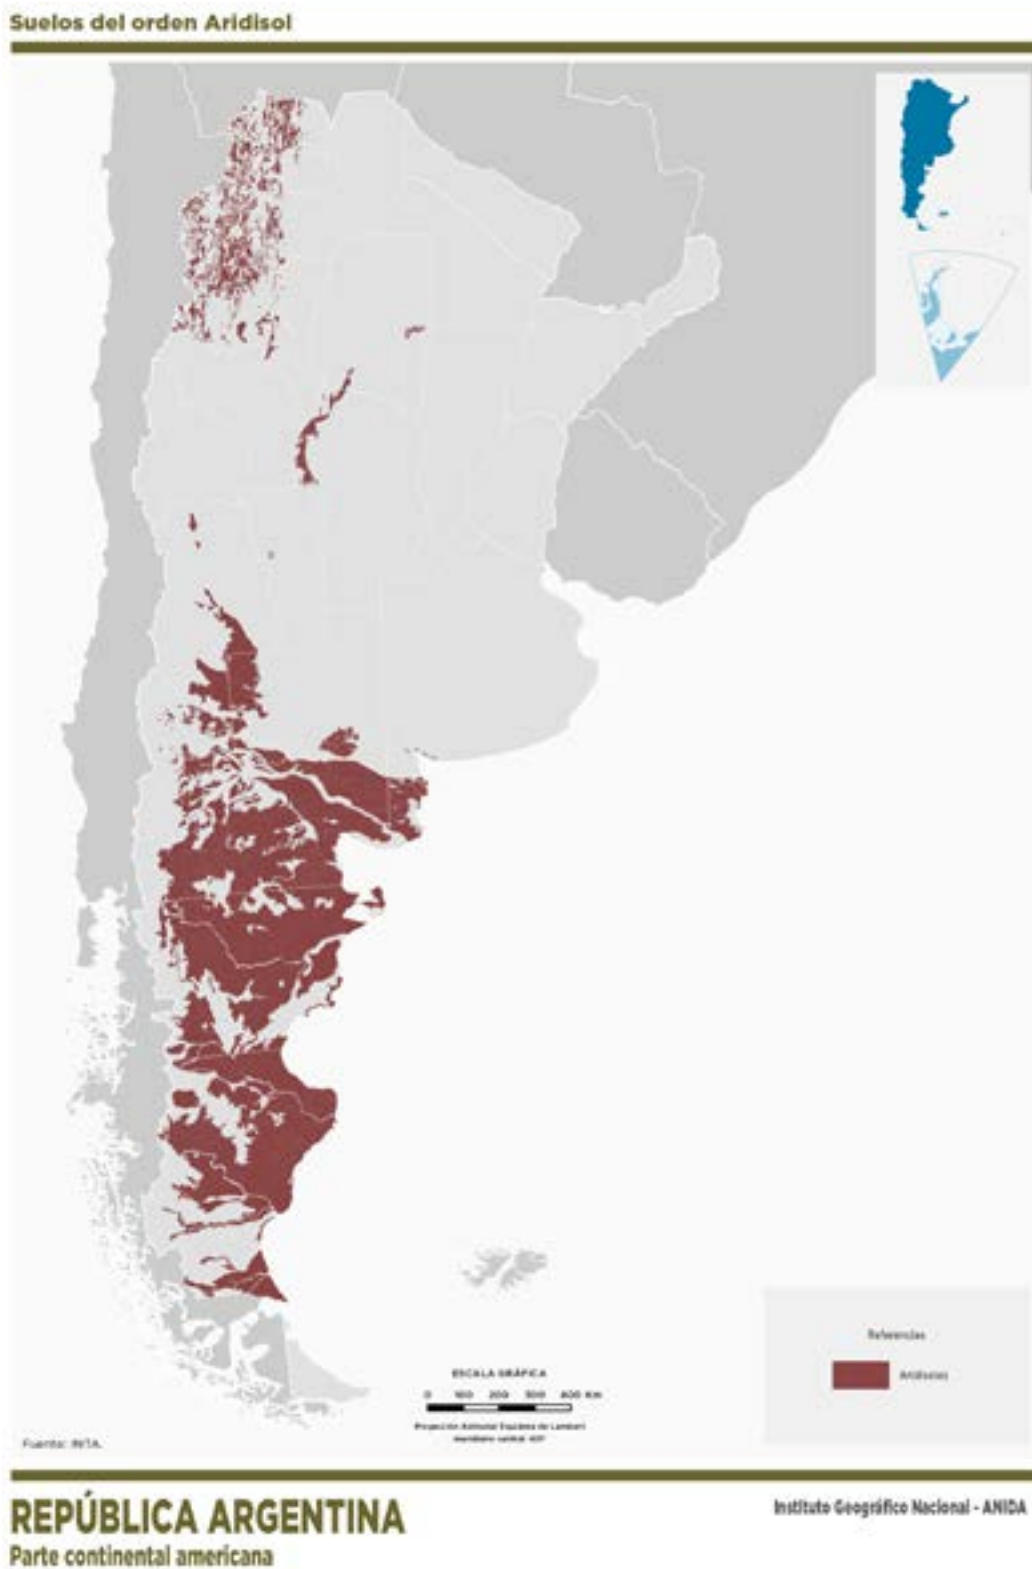 Suelos del orden Aridisol
Referencias
Aridisoles
ESCALA GRÁFICA
0 100 200 300 400 Km
Fuente: INTA.
REPÚBLICA ARGENTINA
Instituto Geográfico Nacional - ANIDA
Parte continental americana